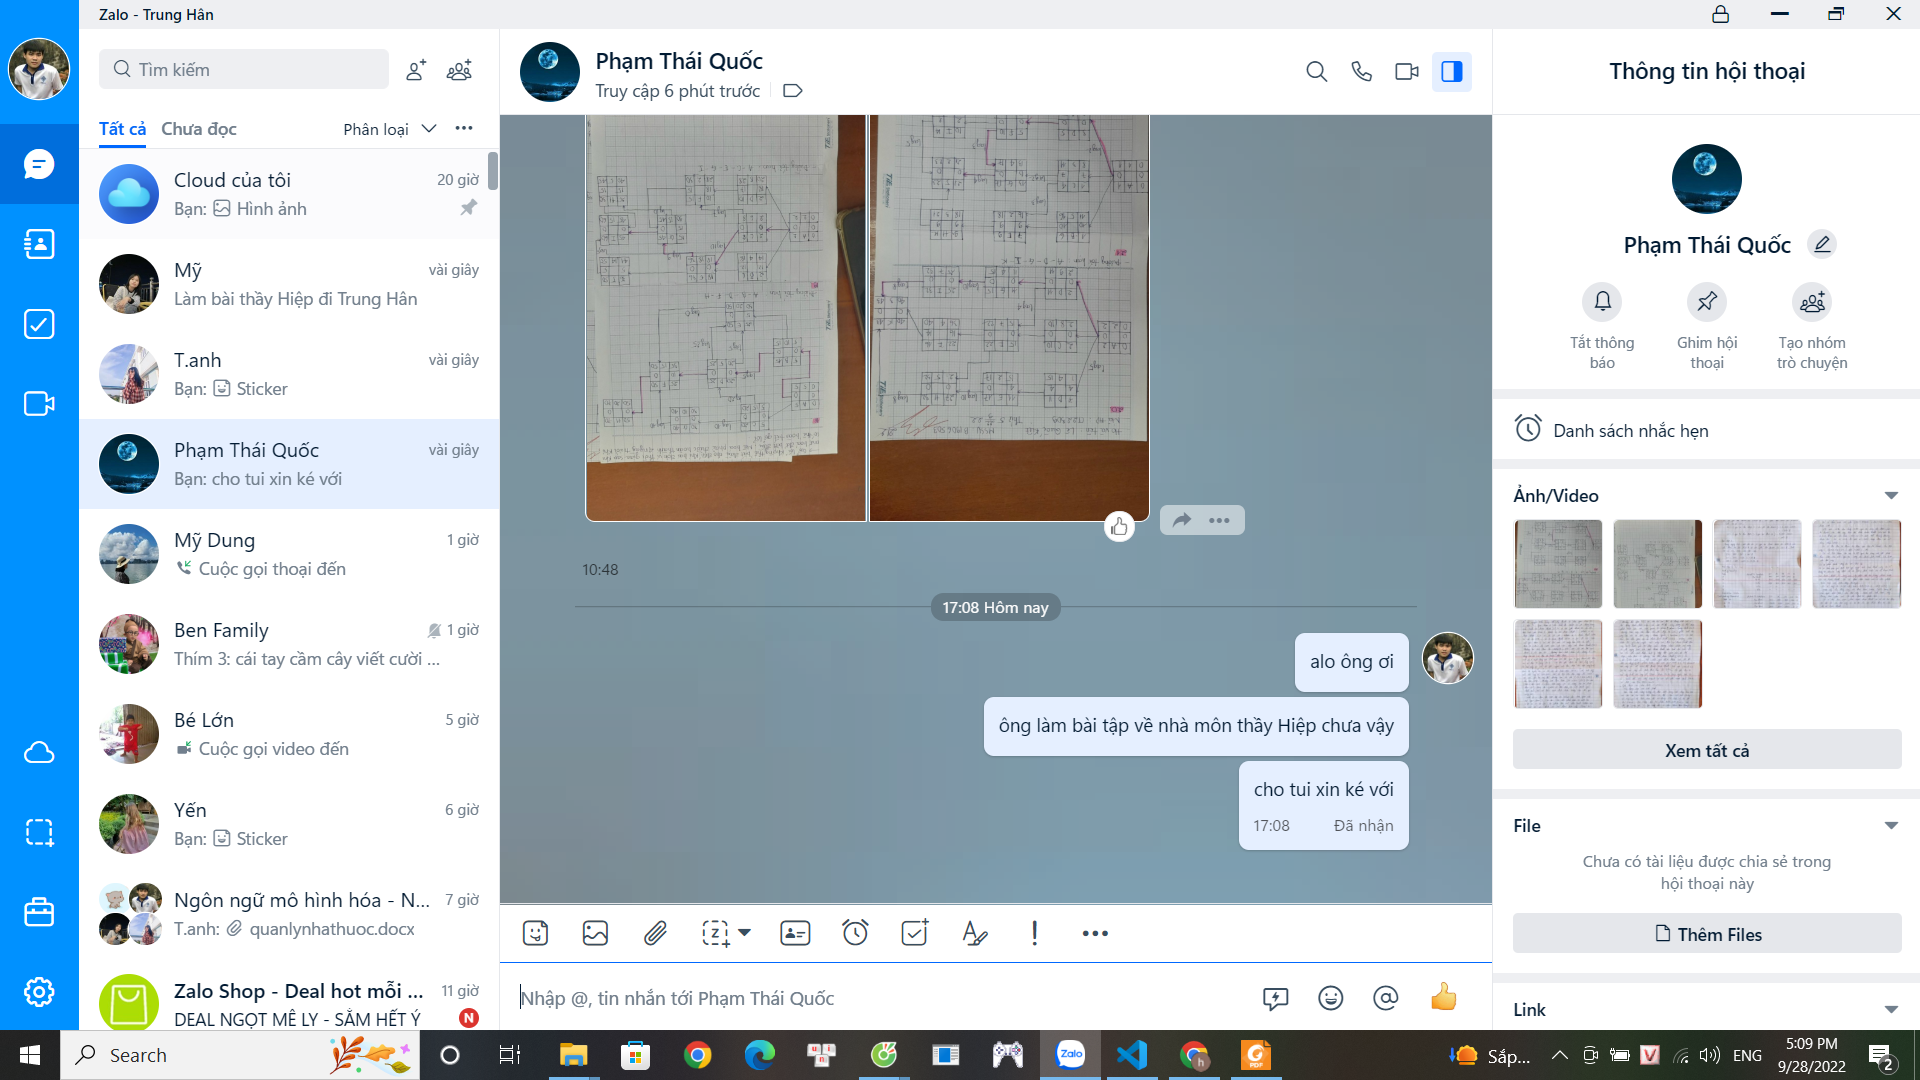 Zalo - Trung Hân
Tìm kiếm
Tất cả Chưa đọc Phân loại
Cloud của tôi 20 giờ
Bạn: Hình ảnh
Mỹ vài giây
Làm bài thầy Hiệp đi Trung Hân
T.anh vài giây
Bạn: Sticker
Phạm Thái Quốc vài giây
Bạn: cho tui xin ké với
Mỹ Dung 1 giờ
Cuộc gọi thoại đến
Ben Family 1 giờ
Thím 3: cái tay cầm cây viết cười ...
Bé Lớn 5 giờ
Cuộc gọi video đến
Yến 6 giờ
Bạn: Sticker
Ngôn ngữ mô hình hóa - N... 7 giờ
T.anh: quanlynhathuoc.docx
Zalo Shop - Deal hot mỗi ... 11 giờ
DEAL NGỌT MÊ LY - SẮM HẾT Ý N
Phạm Thái Quốc
Truy cập 6 phút trước
10:48
17:08 Hôm nay
alo ông ơi
ông làm bài tập về nhà môn thầy Hiệp chưa vậy
cho tui xin ké với
17:08 Đã nhận
Nhập @, tin nhắn tới Phạm Thái Quốc
Thông tin hội thoại
Phạm Thái Quốc
Tắt thông
báo
Ghim hội
thoại
Tạo nhóm
trò chuyện
Danh sách nhắc hẹn
Ảnh/Video
Xem tất cả
File
Chưa có tài liệu được chia sẻ trong
hội thoại này
Thêm Files
Link
Search
Zalo
PDF
Sắp...
ENG
5:09 PM
9/28/2022
2